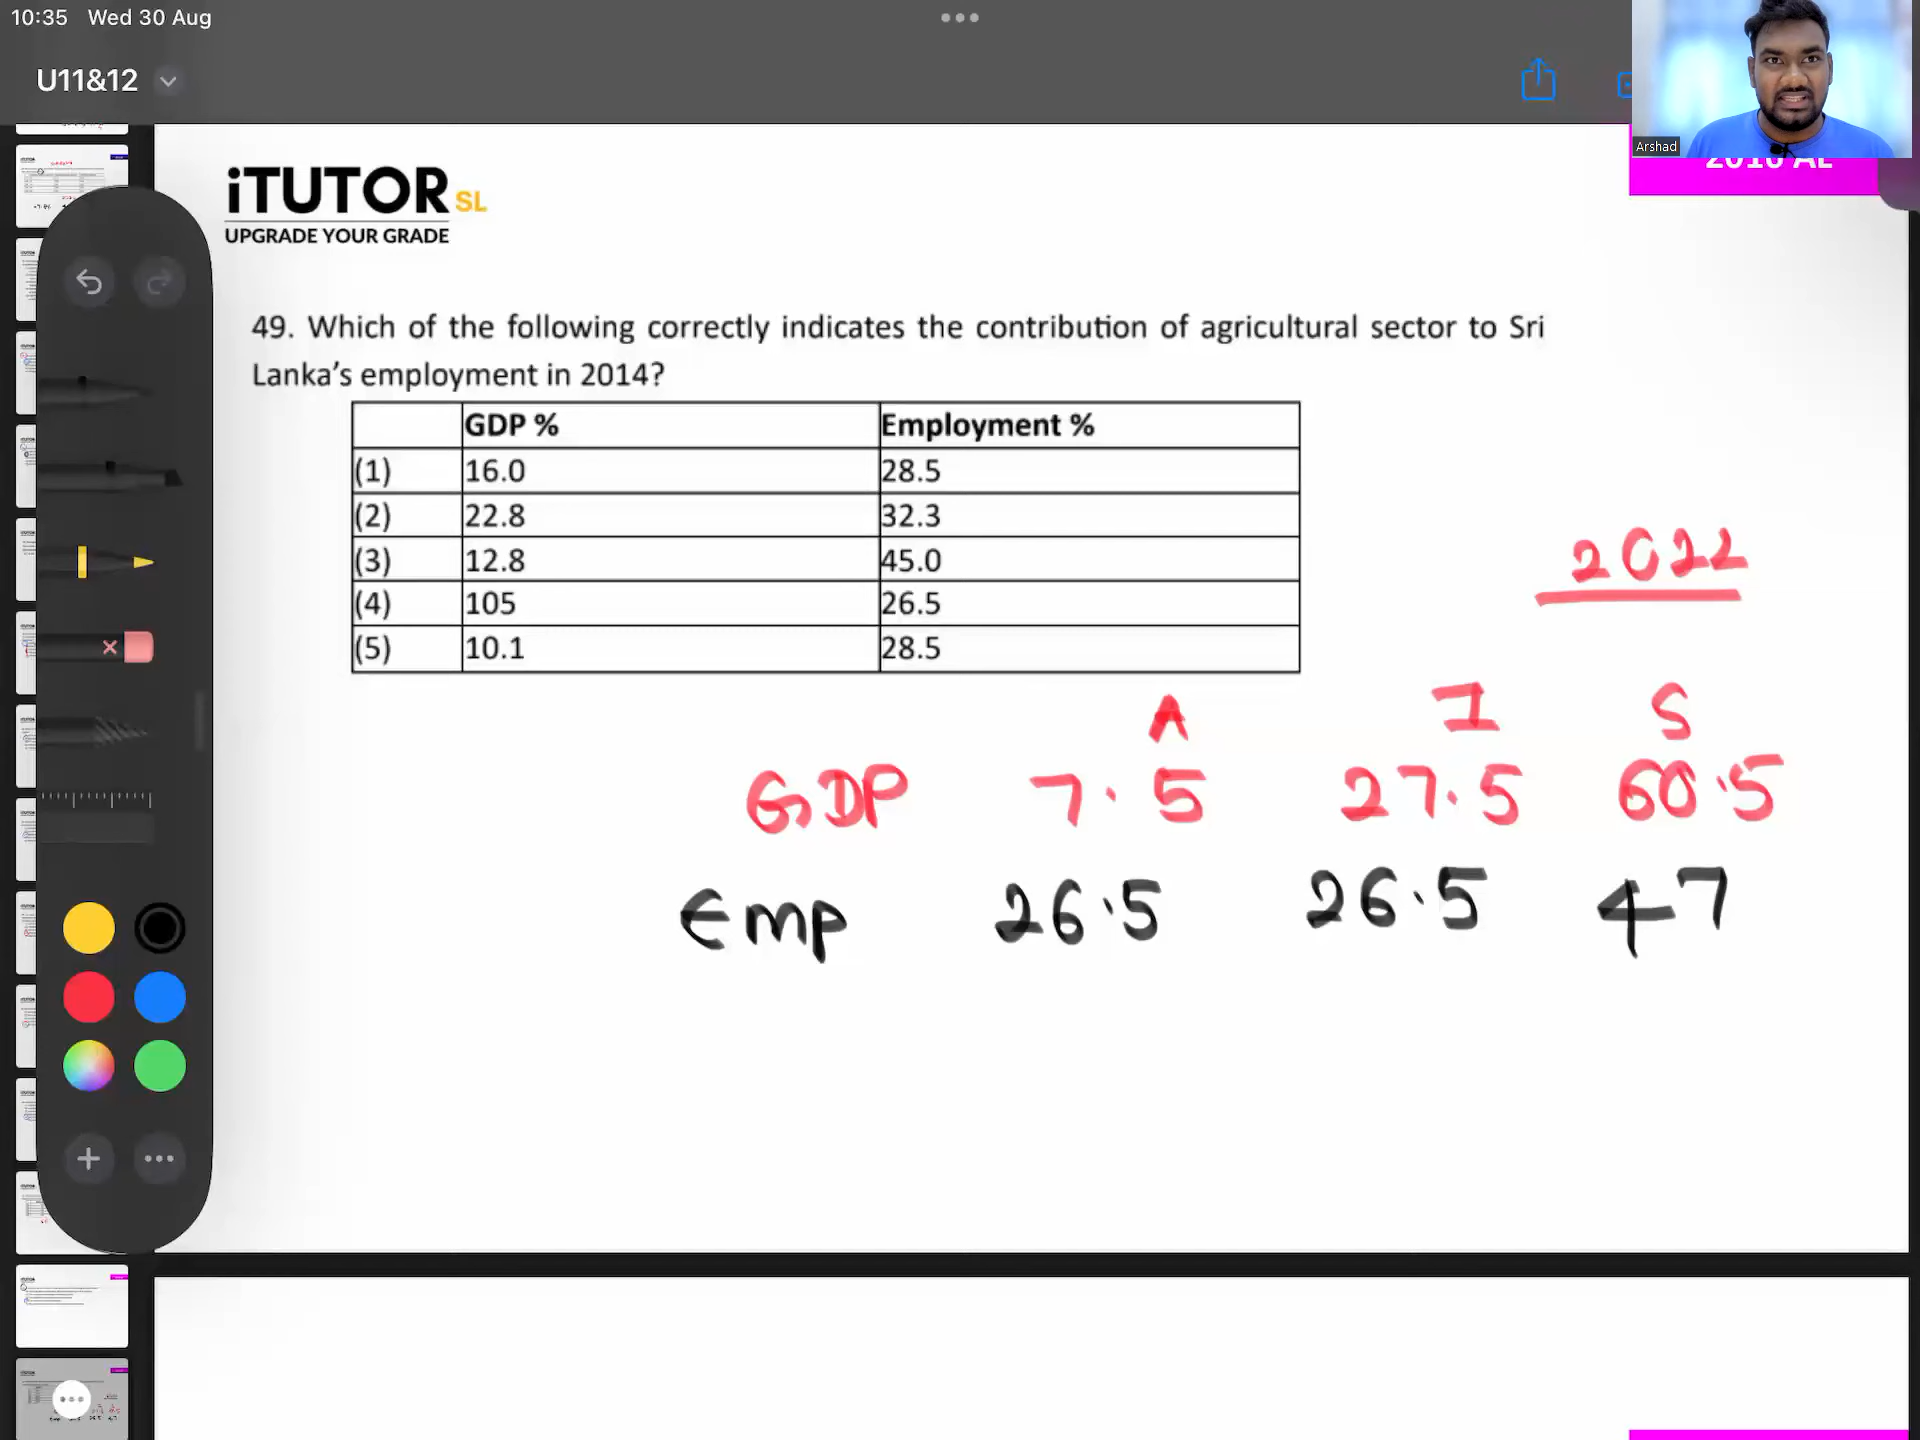 10:35 Wed 30 Aug
U11&12
Arshad
iTUTOR SL
UPGRADE YOUR GRADE
49. Which of the following correctly indicates the contribution of agricultural sector to Sri
Lanka's employment in 2014?
GDP % Employment %
(1) 16.0 28.5
(2) 22.8 32.3
(3) 12.8 45.0
(4) 105 26.5
(5) 10.1 28.5
2022
A I S
GDP 7.5 27.5 60.5
Emp 26.5 26.5 47